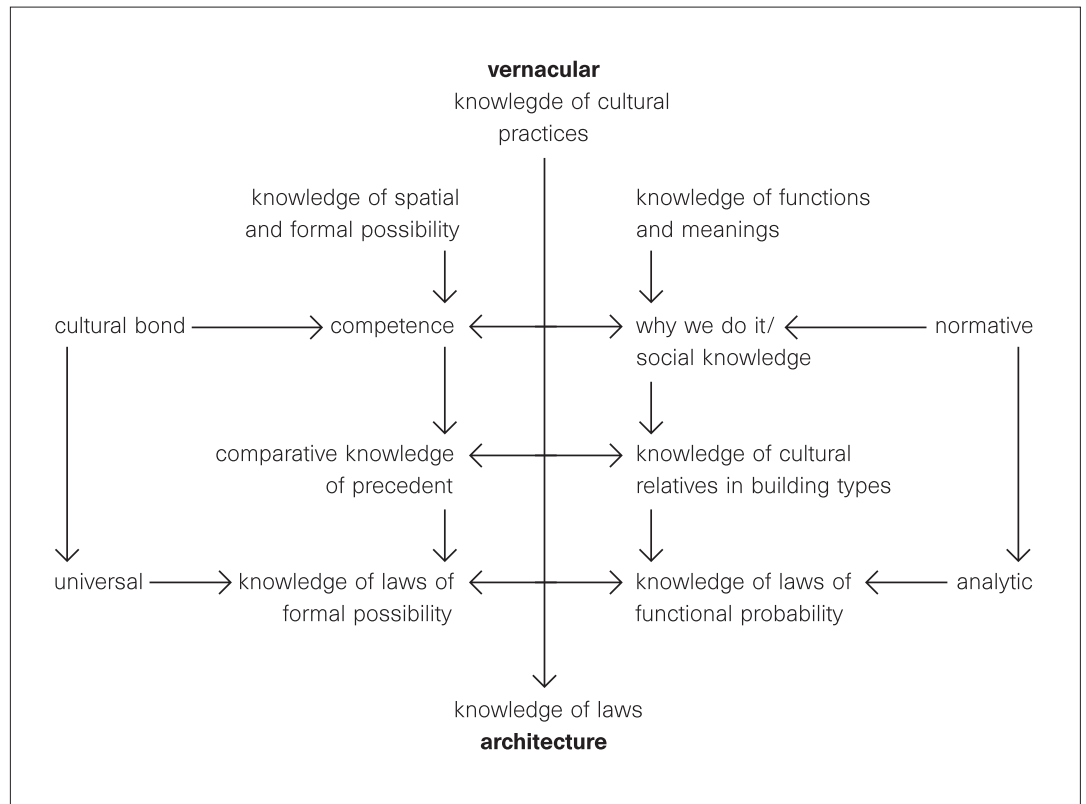 vernacular
knowlegde of cultural
practices
knowledge of spatial
and formal possibility
knowledge of functions
and meanings
cultural bond
competence
why we do it/
social knowledge
normative
comparative knowledge
of precedent
knowledge of cultural
relatives in building types
universal
knowledge of laws of
formal possibility
knowledge of laws of
functional probability
analytic
knowledge of laws
architecture